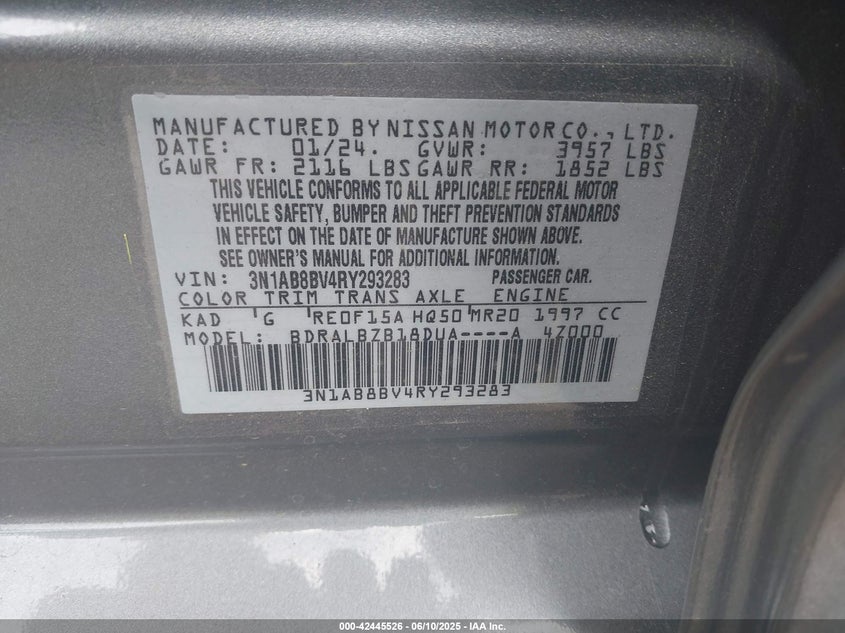 MANUFACTURED BY NISSAN MOTOR CO., LTD.
DATE: 01/24. GVWR: 3957 LBS
GAWR FR: 2116 LBS GAWR RR: 1852 LBS
THIS VEHICLE CONFORMS TO ALL APPLICABLE FEDERAL MOTOR
VEHICLE SAFETY, BUMPER AND THEFT PREVENTION STANDARDS
IN EFFECT ON THE DATE OF MANUFACTURE SHOWN ABOVE.
SEE OWNER'S MANUAL FOR ADDITIONAL INFORMATION.
VIN: 3N1AB8BV4RY293283 PASSENGER CAR.
COLOR TRIM TRANS AXLE ENGINE
KAD G RE0F15A HQ50 MR20 1997 CC
MODEL: BDRALBZB18DUA----A 4Z000
3N1AB8BV4RY293283
000-42445526 - 06/10/2025 - IAA Inc.